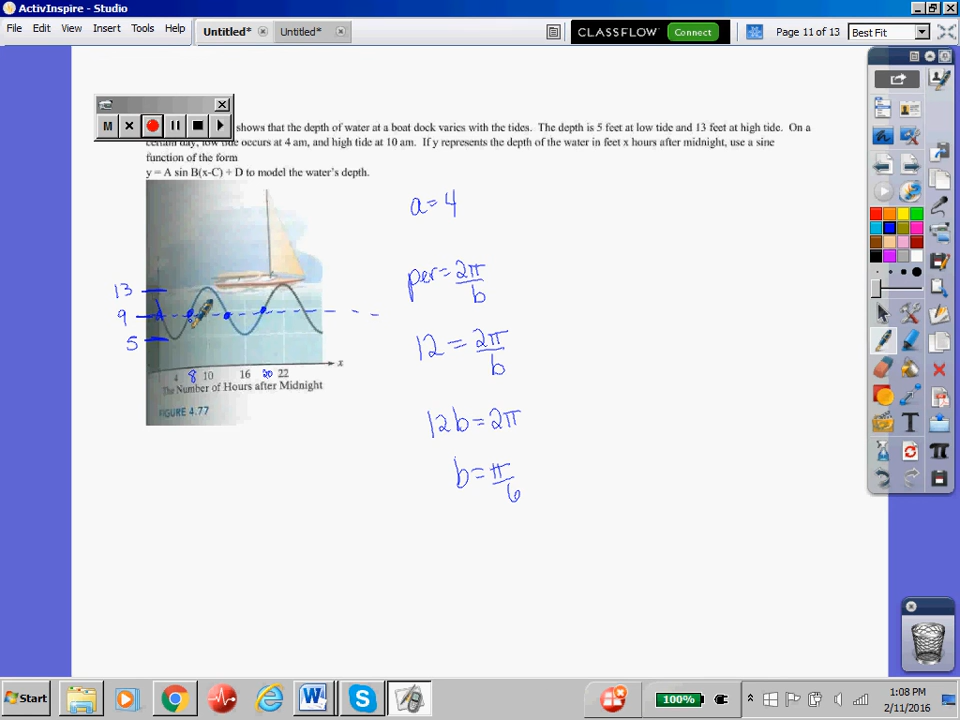 ActivInspire - Studio
File Edit View Insert Tools Help
Untitled* Untitled*
CLASSFLOW Connect
Page 11 of 13
Best Fit
M
shows that the depth of water at a boat dock varies with the tides. The depth is 5 feet at low tide and 13 feet at high tide. On a
certain day, low tide occurs at 4 am, and high tide at 10 am. If y represents the depth of the water in feet x hours after midnight, use a sine
function of the form
y = A sin B(x-C) + D to model the water's depth.
a=4
per=2π/b
13
9
5
12=2π/b
x
4 8 10 16 20 22
The Number of Hours after Midnight
FIGURE 4.77
12b=2π
b=π/6
Start
100%
1:08 PM
2/11/2016